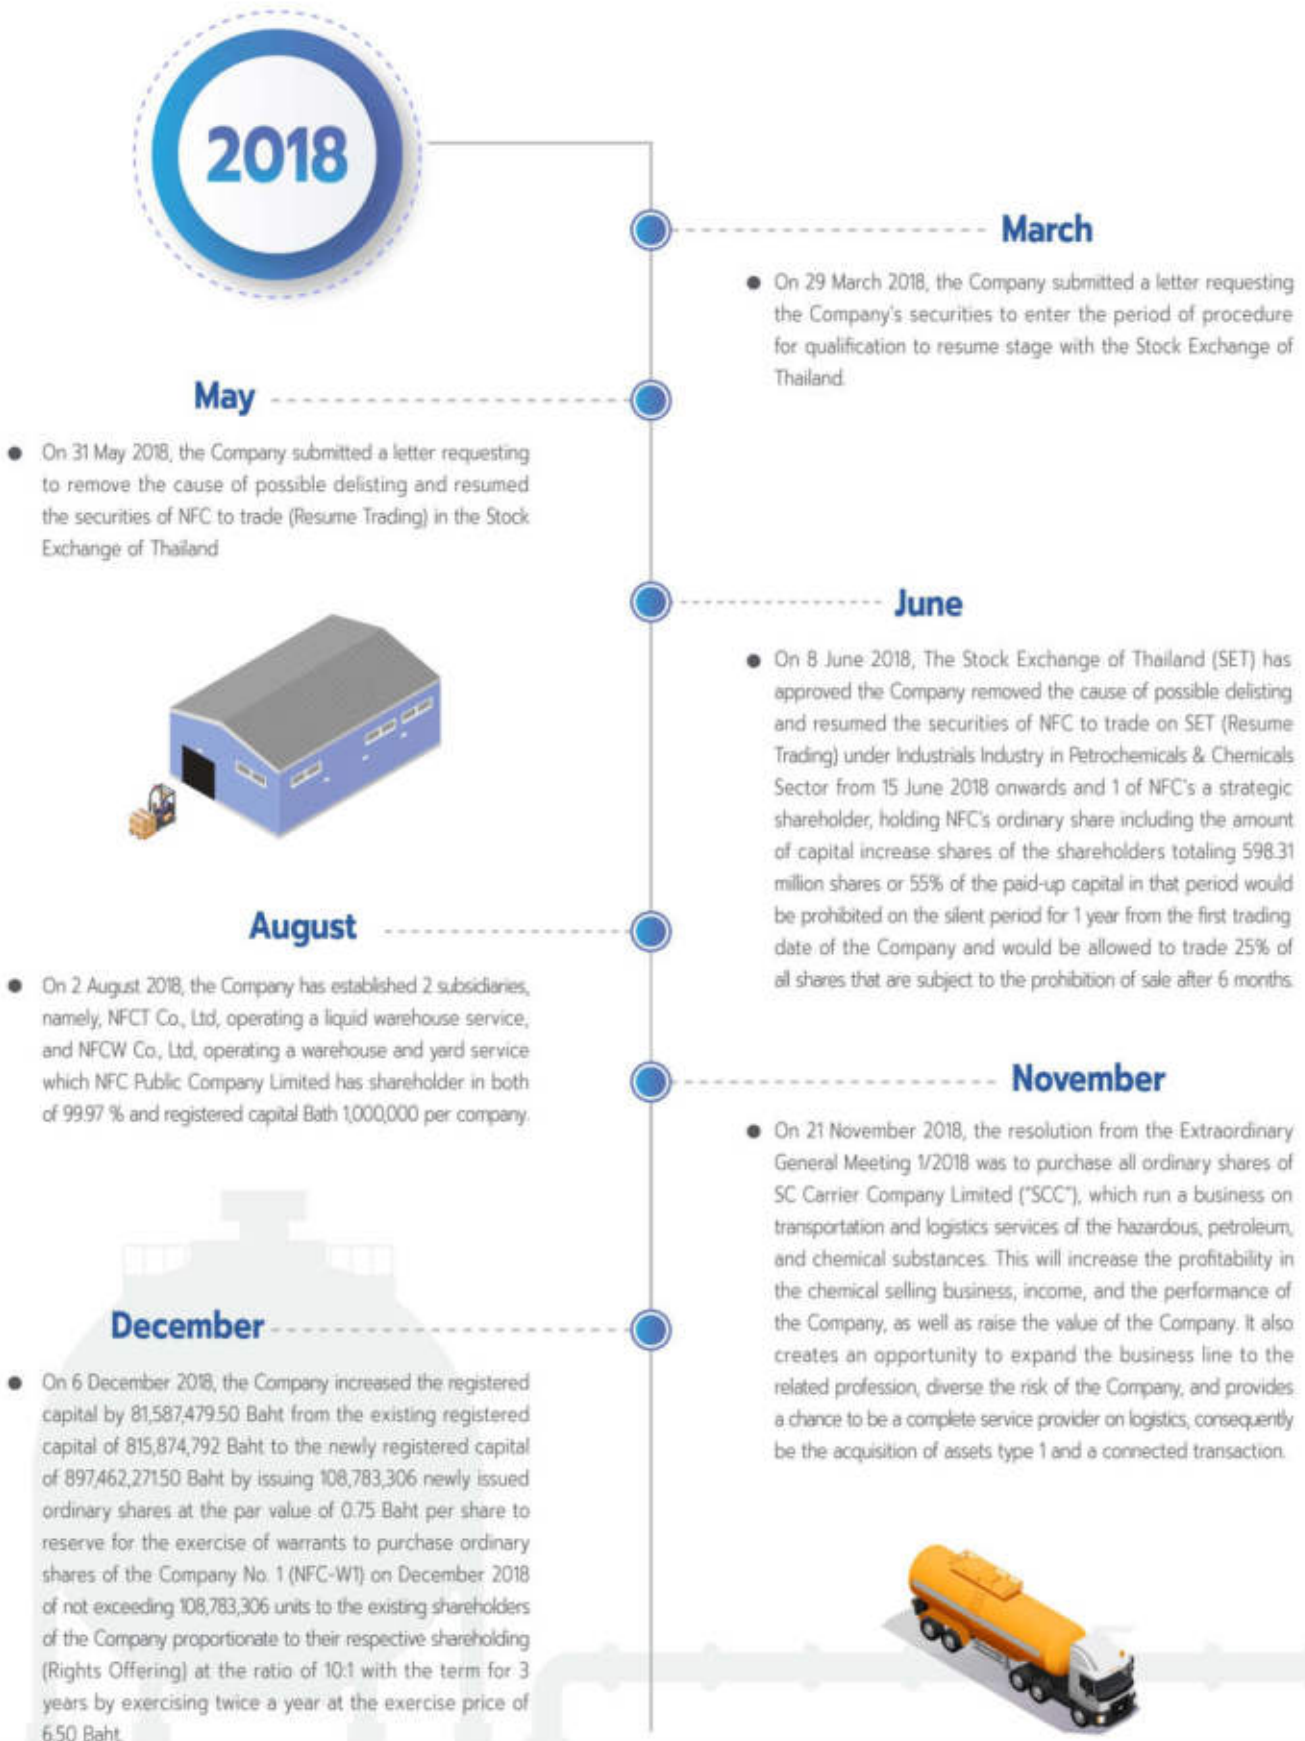 2018
March
● On 29 March 2018, the Company submitted a letter requesting
the Company's securities to enter the period of procedure
for qualification to resume stage with the Stock Exchange of
Thailand.
May
● On 31 May 2018, the Company submitted a letter requesting
to remove the cause of possible delisting and resumed
the securities of NFC to trade (Resume Trading) in the Stock
Exchange of Thailand
June
● On 8 June 2018, The Stock Exchange of Thailand (SET) has
approved the Company removed the cause of possible delisting
and resumed the securities of NFC to trade on SET (Resume
Trading) under Industrials Industry in Petrochemicals & Chemicals
Sector from 15 June 2018 onwards and 1 of NFC's a strategic
shareholder, holding NFC's ordinary share including the amount
of capital increase shares of the shareholders totaling 598.31
million shares or 55% of the paid-up capital in that period would
be prohibited on the silent period for 1 year from the first trading
date of the Company and would be allowed to trade 25% of
all shares that are subject to the prohibition of sale after 6 months.
August
● On 2 August 2018, the Company has established 2 subsidiaries,
namely, NFCT Co., Ltd, operating a liquid warehouse service,
and NFCW Co., Ltd, operating a warehouse and yard service
which NFC Public Company Limited has shareholder in both
of 99.97 % and registered capital Bath 1,000,000 per company.
November
● On 21 November 2018, the resolution from the Extraordinary
General Meeting 1/2018 was to purchase all ordinary shares of
SC Carrier Company Limited ("SCC"), which run a business on
transportation and logistics services of the hazardous, petroleum,
and chemical substances. This will increase the profitability in
the chemical selling business, income, and the performance of
the Company, as well as raise the value of the Company. It also
creates an opportunity to expand the business line to the
related profession, diverse the risk of the Company, and provides
a chance to be a complete service provider on logistics, consequently
be the acquisition of assets type 1 and a connected transaction.
December
● On 6 December 2018, the Company increased the registered
capital by 81,587,479.50 Baht from the existing registered
capital of 815,874,792 Baht to the newly registered capital
of 897,462,271.50 Baht by issuing 108,783,306 newly issued
ordinary shares at the par value of 0.75 Baht per share to
reserve for the exercise of warrants to purchase ordinary
shares of the Company No. 1 (NFC-W1) on December 2018
of not exceeding 108,783,306 units to the existing shareholders
of the Company proportionate to their respective shareholding
(Rights Offering) at the ratio of 10:1 with the term for 3
years by exercising twice a year at the exercise price of
6.50 Baht.